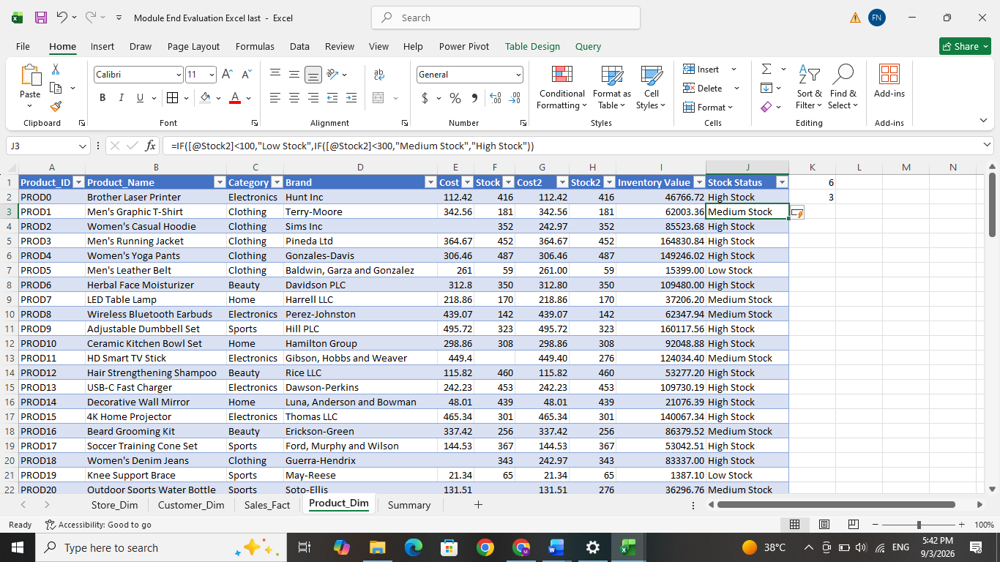 Module End Evaluation Excel last - Excel
Search
FN
File Home Insert Draw Page Layout Formulas Data Review View Help Power Pivot Table Design Query
Share
Paste
Calibri 11
B I U
ab
General
$ % ,
Conditional Formatting
Format as Table
Cell Styles
Insert
Delete
Format
Sort & Filter
Find & Select
Add-ins
Clipboard Font Alignment Number Styles Cells Editing Add-ins
J3 fx =IF([@Stock2]<100,"Low Stock",IF([@Stock2]<300,"Medium Stock","High Stock"))
A B C D E F G H I J K L M N
1 Product_ID Product_Name Category Brand Cost Stock Cost2 Stock2 Inventory Value Stock Status 6
2 PROD0 Brother Laser Printer Electronics Hunt Inc 112.42 416 112.42 416 46766.72 High Stock 3
3 PROD1 Men's Graphic T-Shirt Clothing Terry-Moore 342.56 181 342.56 181 62003.36 Medium Stock
4 PROD2 Women's Casual Hoodie Clothing Sims Inc 352 242.97 352 85523.68 High Stock
5 PROD3 Men's Running Jacket Clothing Pineda Ltd 364.67 452 364.67 452 164830.84 High Stock
6 PROD4 Women's Yoga Pants Clothing Gonzales-Davis 306.46 487 306.46 487 149246.02 High Stock
7 PROD5 Men's Leather Belt Clothing Baldwin, Garza and Gonzalez 261 59 261.00 59 15399.00 Low Stock
8 PROD6 Herbal Face Moisturizer Beauty Davidson PLC 312.8 350 312.80 350 109480.00 High Stock
9 PROD7 LED Table Lamp Home Harrell LLC 218.86 170 218.86 170 37206.20 Medium Stock
10 PROD8 Wireless Bluetooth Earbuds Electronics Perez-Johnston 439.07 142 439.07 142 62347.94 Medium Stock
11 PROD9 Adjustable Dumbbell Set Sports Hill PLC 495.72 323 495.72 323 160117.56 High Stock
12 PROD10 Ceramic Kitchen Bowl Set Home Hamilton Group 298.86 308 298.86 308 92048.88 High Stock
13 PROD11 HD Smart TV Stick Electronics Gibson, Hobbs and Weaver 449.4 449.40 276 124034.40 Medium Stock
14 PROD12 Hair Strengthening Shampoo Beauty Rice LLC 115.82 460 115.82 460 53277.20 High Stock
15 PROD13 USB-C Fast Charger Electronics Dawson-Perkins 242.23 453 242.23 453 109730.19 High Stock
16 PROD14 Decorative Wall Mirror Home Luna, Anderson and Bowman 48.01 439 48.01 439 21076.39 High Stock
17 PROD15 4K Home Projector Electronics Thomas LLC 465.34 301 465.34 301 140067.34 High Stock
18 PROD16 Beard Grooming Kit Beauty Erickson-Green 337.42 256 337.42 256 86379.52 Medium Stock
19 PROD17 Soccer Training Cone Set Sports Ford, Murphy and Wilson 144.53 367 144.53 367 53042.51 High Stock
20 PROD18 Women's Denim Jeans Clothing Guerra-Hendrix 343 242.97 343 83337.00 High Stock
21 PROD19 Knee Support Brace Sports May-Reese 21.34 65 21.34 65 1387.10 Low Stock
22 PROD20 Outdoor Sports Water Bottle Sports Soto-Ellis 131.51 131.51 276 36296.76 Medium Stock
Store_Dim Customer_Dim Sales_Fact Product_Dim Summary
Ready Accessibility: Good to go 100%
Type here to search
38°C ENG 5:42 PM
9/3/2026